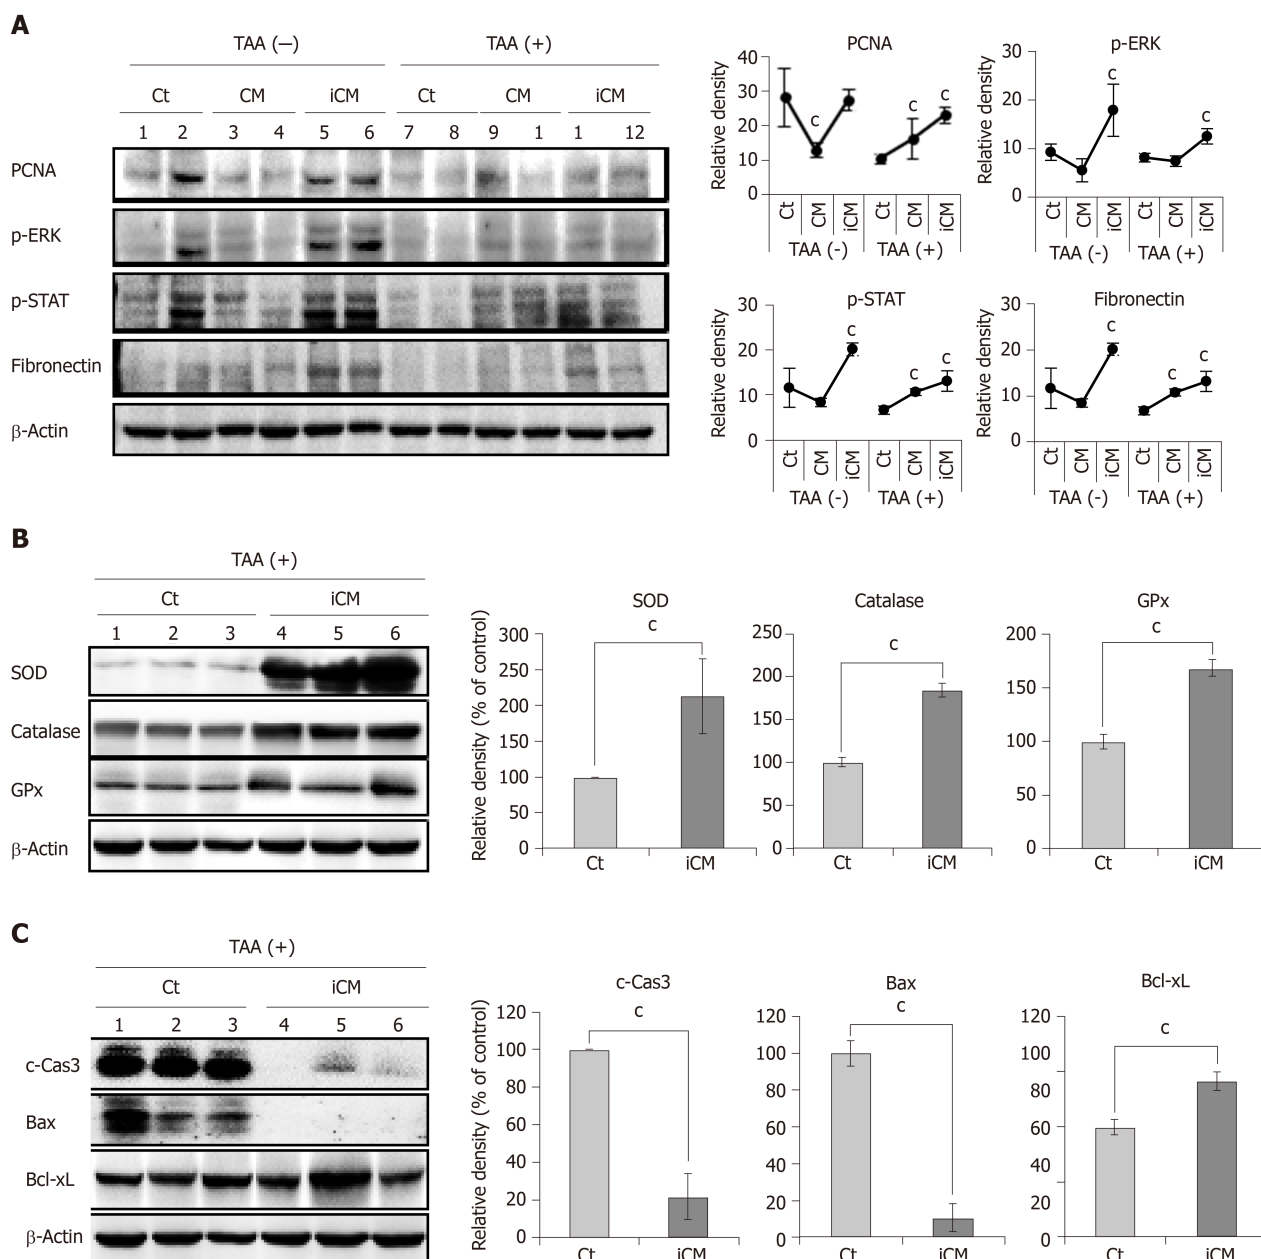 A
TAA (—) TAA (+)
Ct CM iCM Ct CM iCM
1 2 3 4 5 6 7 8 9 1 1 12
PCNA
p-ERK
p-STAT
Fibronectin
β-Actin
PCNA
Relative density
40
30
20
10
0
c c c
Ct CM iCM Ct CM iCM
TAA (-) TAA (+)
p-ERK
Relative density
30
20
10
0
c c
Ct CM iCM Ct CM iCM
TAA (-) TAA (+)
p-STAT
Relative density
30
20
10
0
c c c
Ct CM iCM Ct CM iCM
TAA (-) TAA (+)
Fibronectin
Relative density
30
20
10
0
c c c
Ct CM iCM Ct CM iCM
TAA (-) TAA (+)
B
TAA (+)
Ct iCM
1 2 3 4 5 6
SOD
Catalase
GPx
β-Actin
Relative density (% of control)
SOD
c
300
250
200
150
100
50
0
Ct iCM
Catalase
c
250
200
150
100
50
0
Ct iCM
GPx
c
200
150
100
50
0
Ct iCM
C
TAA (+)
Ct iCM
1 2 3 4 5 6
c-Cas3
Bax
Bcl-xL
β-Actin
Relative density (% of control)
c-Cas3
c
120
100
80
60
40
20
0
Ct iCM
Bax
c
120
100
80
60
40
20
0
Ct iCM
Bcl-xL
c
120
100
80
60
40
20
0
Ct iCM